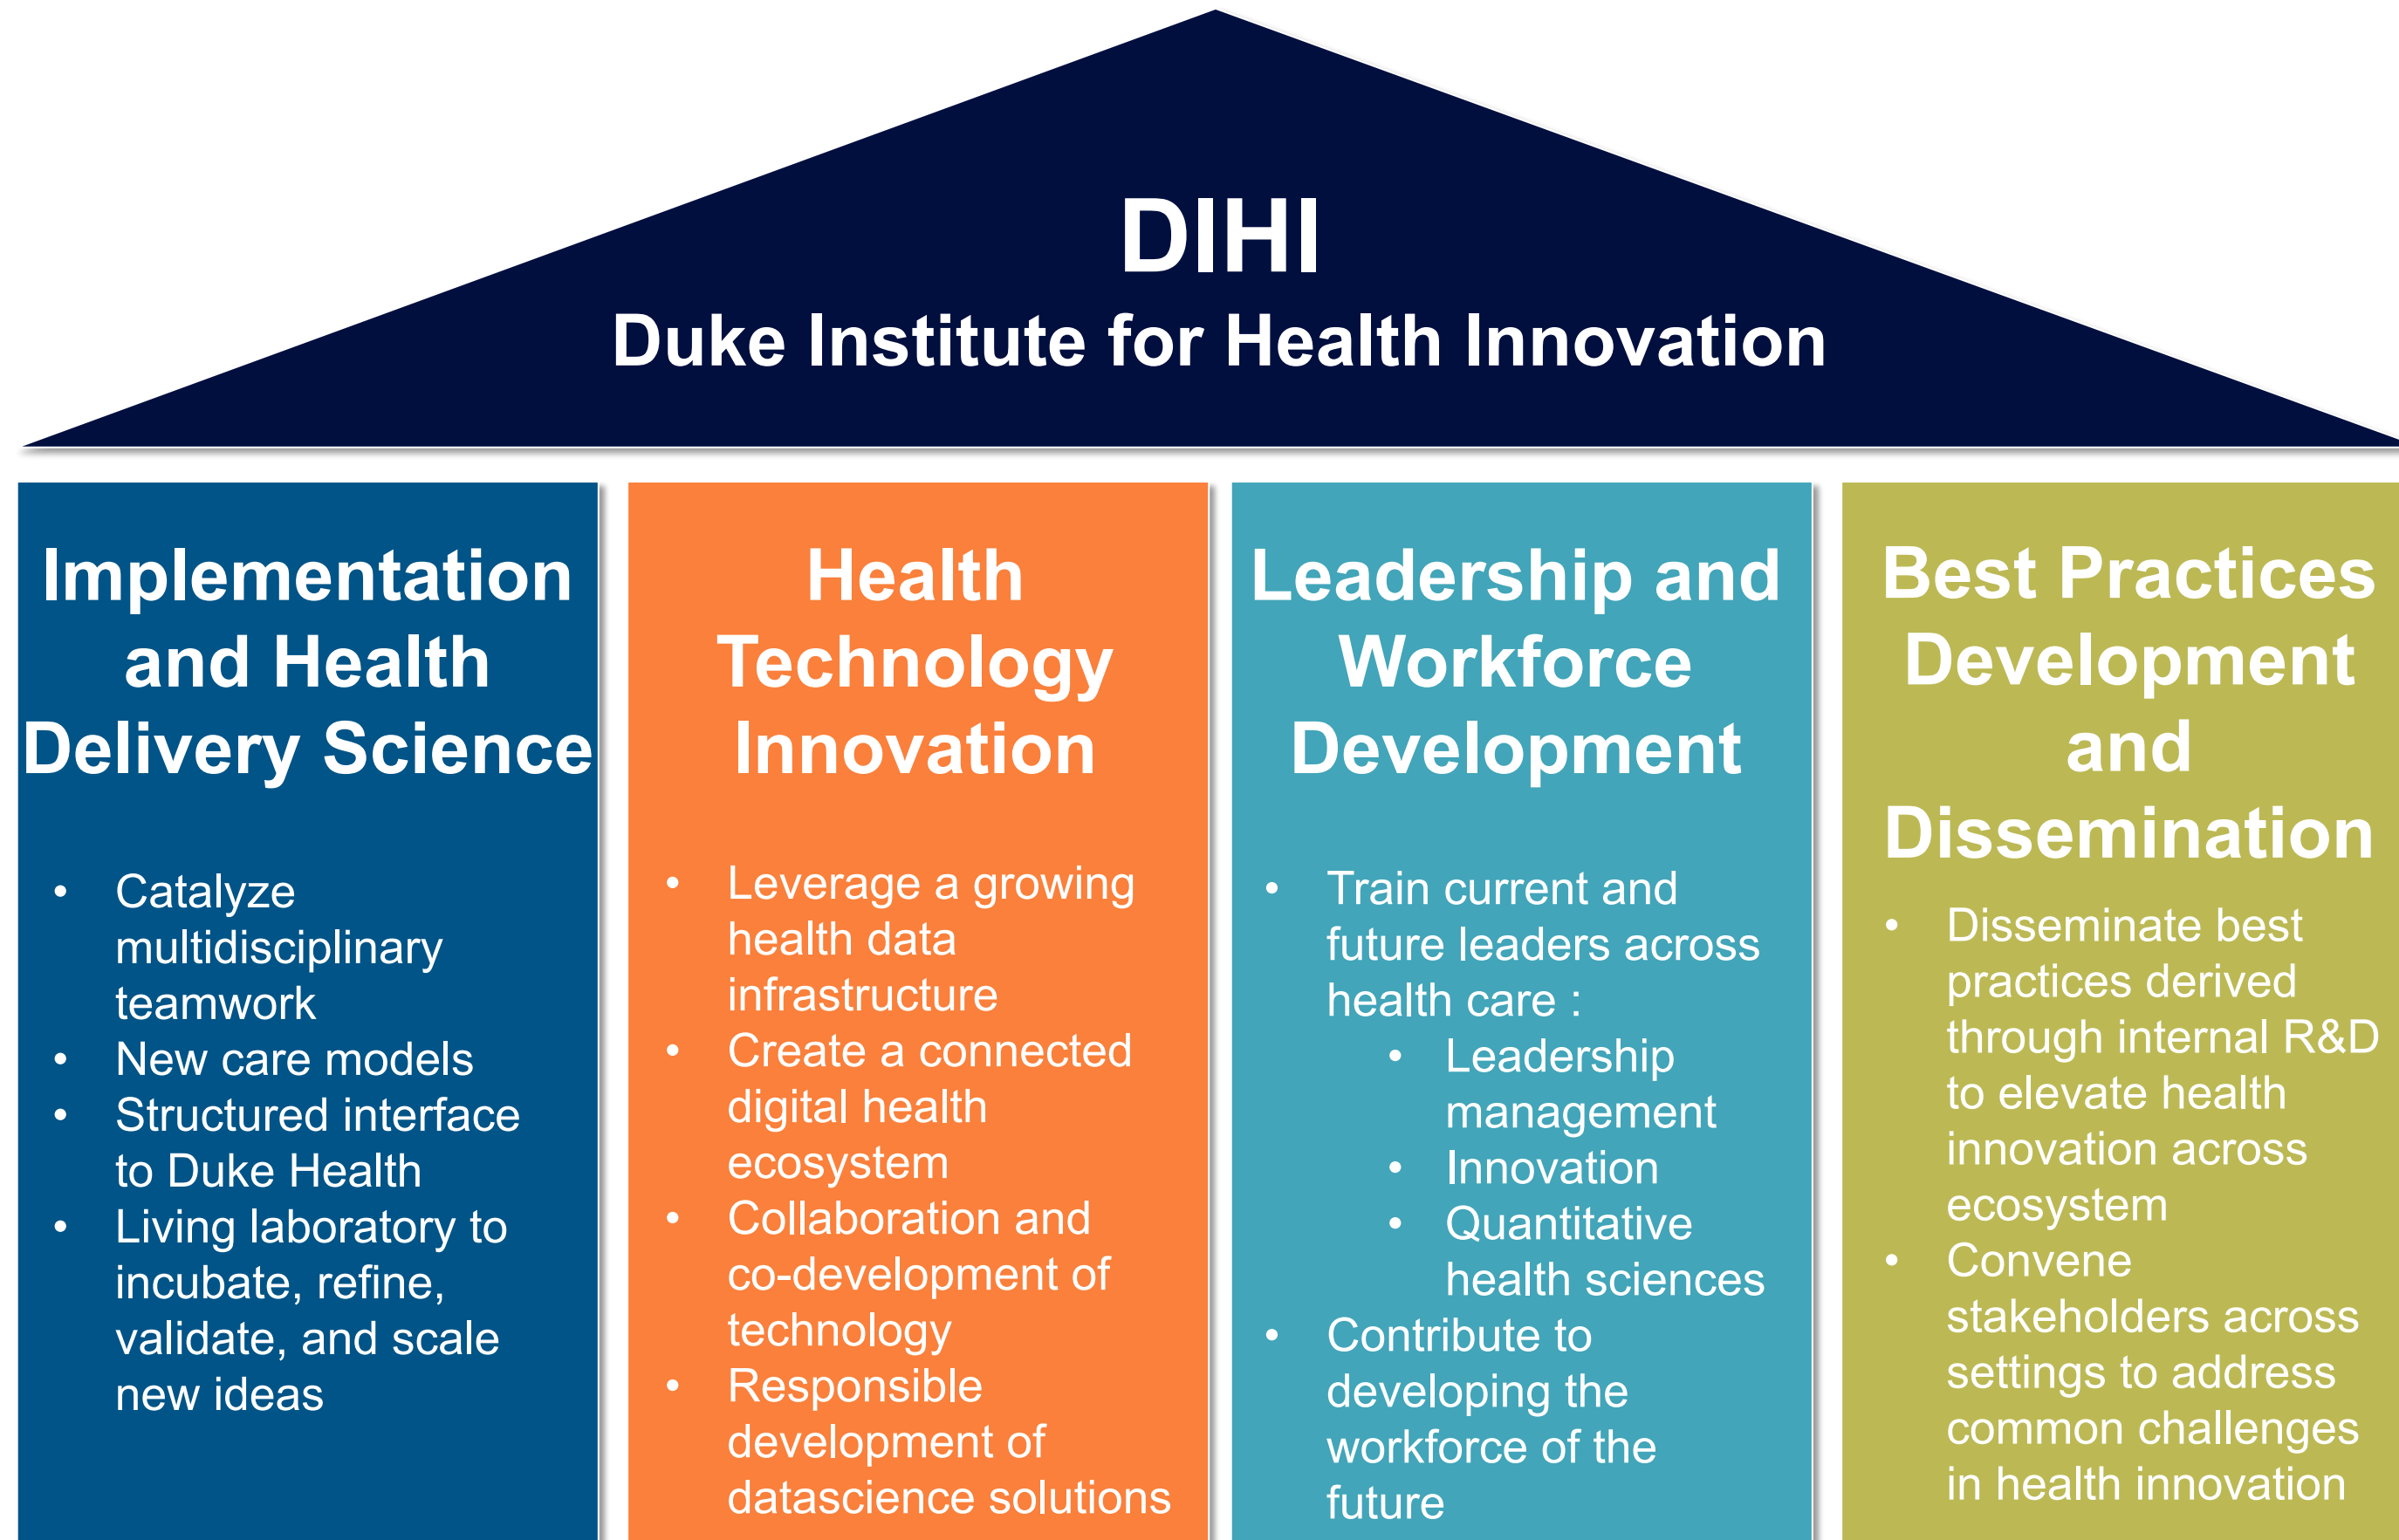 DIHI
Duke Institute for Health Innovation
Implementation
and Health
Delivery Science
• Catalyze
multidisciplinary
teamwork
• New care models
• Structured interface
to Duke Health
• Living laboratory to
incubate, refine,
validate, and scale
new ideas
Health
Technology
Innovation
• Leverage a growing
health data
infrastructure
• Create a connected
digital health
ecosystem
• Collaboration and
co-development of
technology
• Responsible
development of
datascience solutions
Leadership and
Workforce
Development
• Train current and
future leaders across
health care :
• Leadership
management
• Innovation
• Quantitative
health sciences
• Contribute to
developing the
workforce of the
future
Best Practices
Development
and
Dissemination
• Disseminate best
practices derived
through internal R&D
to elevate health
innovation across
ecosystem
• Convene
stakeholders across
settings to address
common challenges
in health innovation